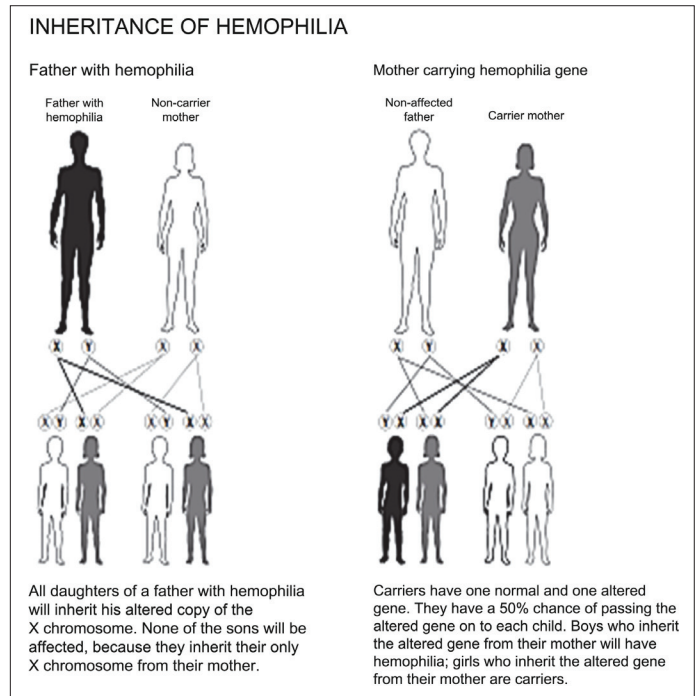 INHERITANCE OF HEMOPHILIA
Father with hemophilia
Father with
hemophilia
Non-carrier
mother
X Y X X
X Y X X X Y X X
All daughters of a father with hemophilia
will inherit his altered copy of the
X chromosome. None of the sons will be
affected, because they inherit their only
X chromosome from their mother.
Mother carrying hemophilia gene
Non-affected
father
Carrier mother
X Y X X
Y X X X Y X X X
Carriers have one normal and one altered
gene. They have a 50% chance of passing the
altered gene on to each child. Boys who inherit
the altered gene from their mother will have
hemophilia; girls who inherit the altered gene
from their mother are carriers.